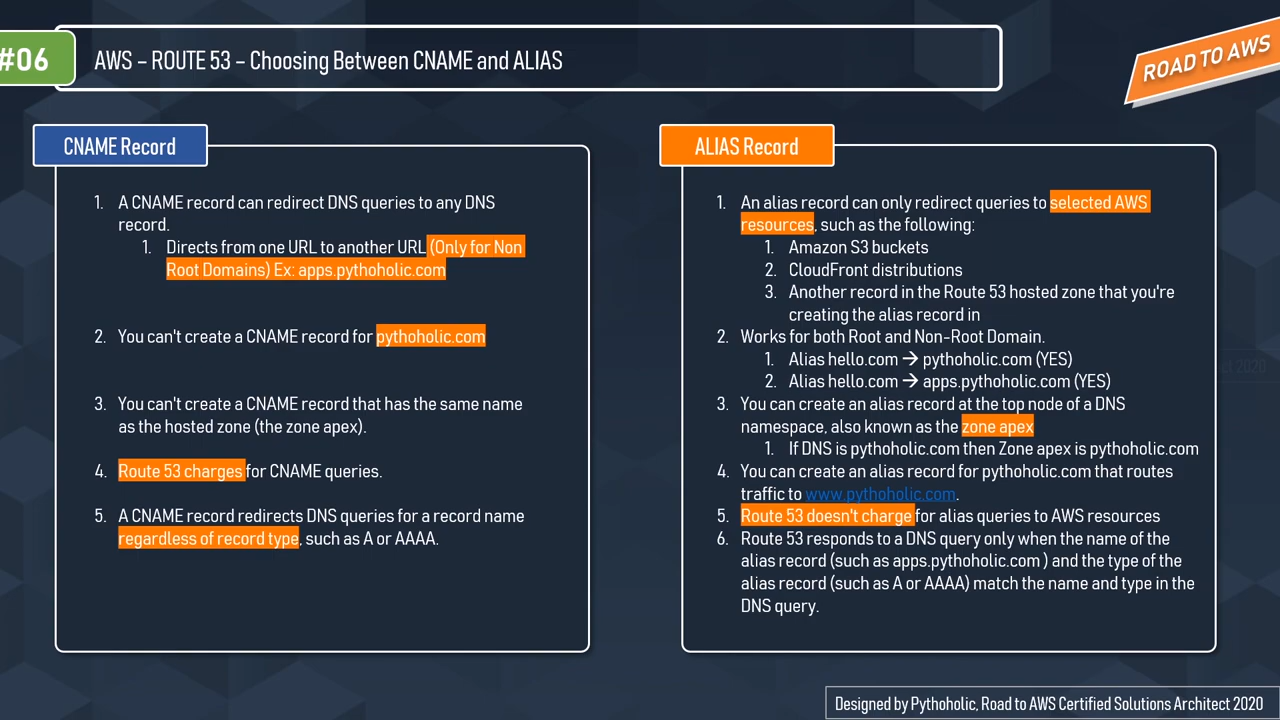 #06
AWS – ROUTE 53 – Choosing Between CNAME and ALIAS
ROAD TO AWS
CNAME Record
1. A CNAME record can redirect DNS queries to any DNS
record.
1. Directs from one URL to another URL (Only for Non
Root Domains) Ex: apps.pythoholic.com
2. You can't create a CNAME record for pythoholic.com
3. You can't create a CNAME record that has the same name
as the hosted zone (the zone apex).
4. Route 53 charges for CNAME queries.
5. A CNAME record redirects DNS queries for a record name
regardless of record type, such as A or AAAA.
ALIAS Record
1. An alias record can only redirect queries to selected AWS
resources, such as the following:
1. Amazon S3 buckets
2. CloudFront distributions
3. Another record in the Route 53 hosted zone that you're
creating the alias record in
2. Works for both Root and Non-Root Domain.
1. Alias hello.com → pythoholic.com (YES)
2. Alias hello.com → apps.pythoholic.com (YES)
3. You can create an alias record at the top node of a DNS
namespace, also known as the zone apex
1. If DNS is pythoholic.com then Zone apex is pythoholic.com
4. You can create an alias record for pythoholic.com that routes
traffic to www.pythoholic.com.
5. Route 53 doesn't charge for alias queries to AWS resources
6. Route 53 responds to a DNS query only when the name of the
alias record (such as apps.pythoholic.com ) and the type of the
alias record (such as A or AAAA) match the name and type in the
DNS query.
2020
Designed by Pythoholic, Road to AWS Certified Solutions Architect 2020